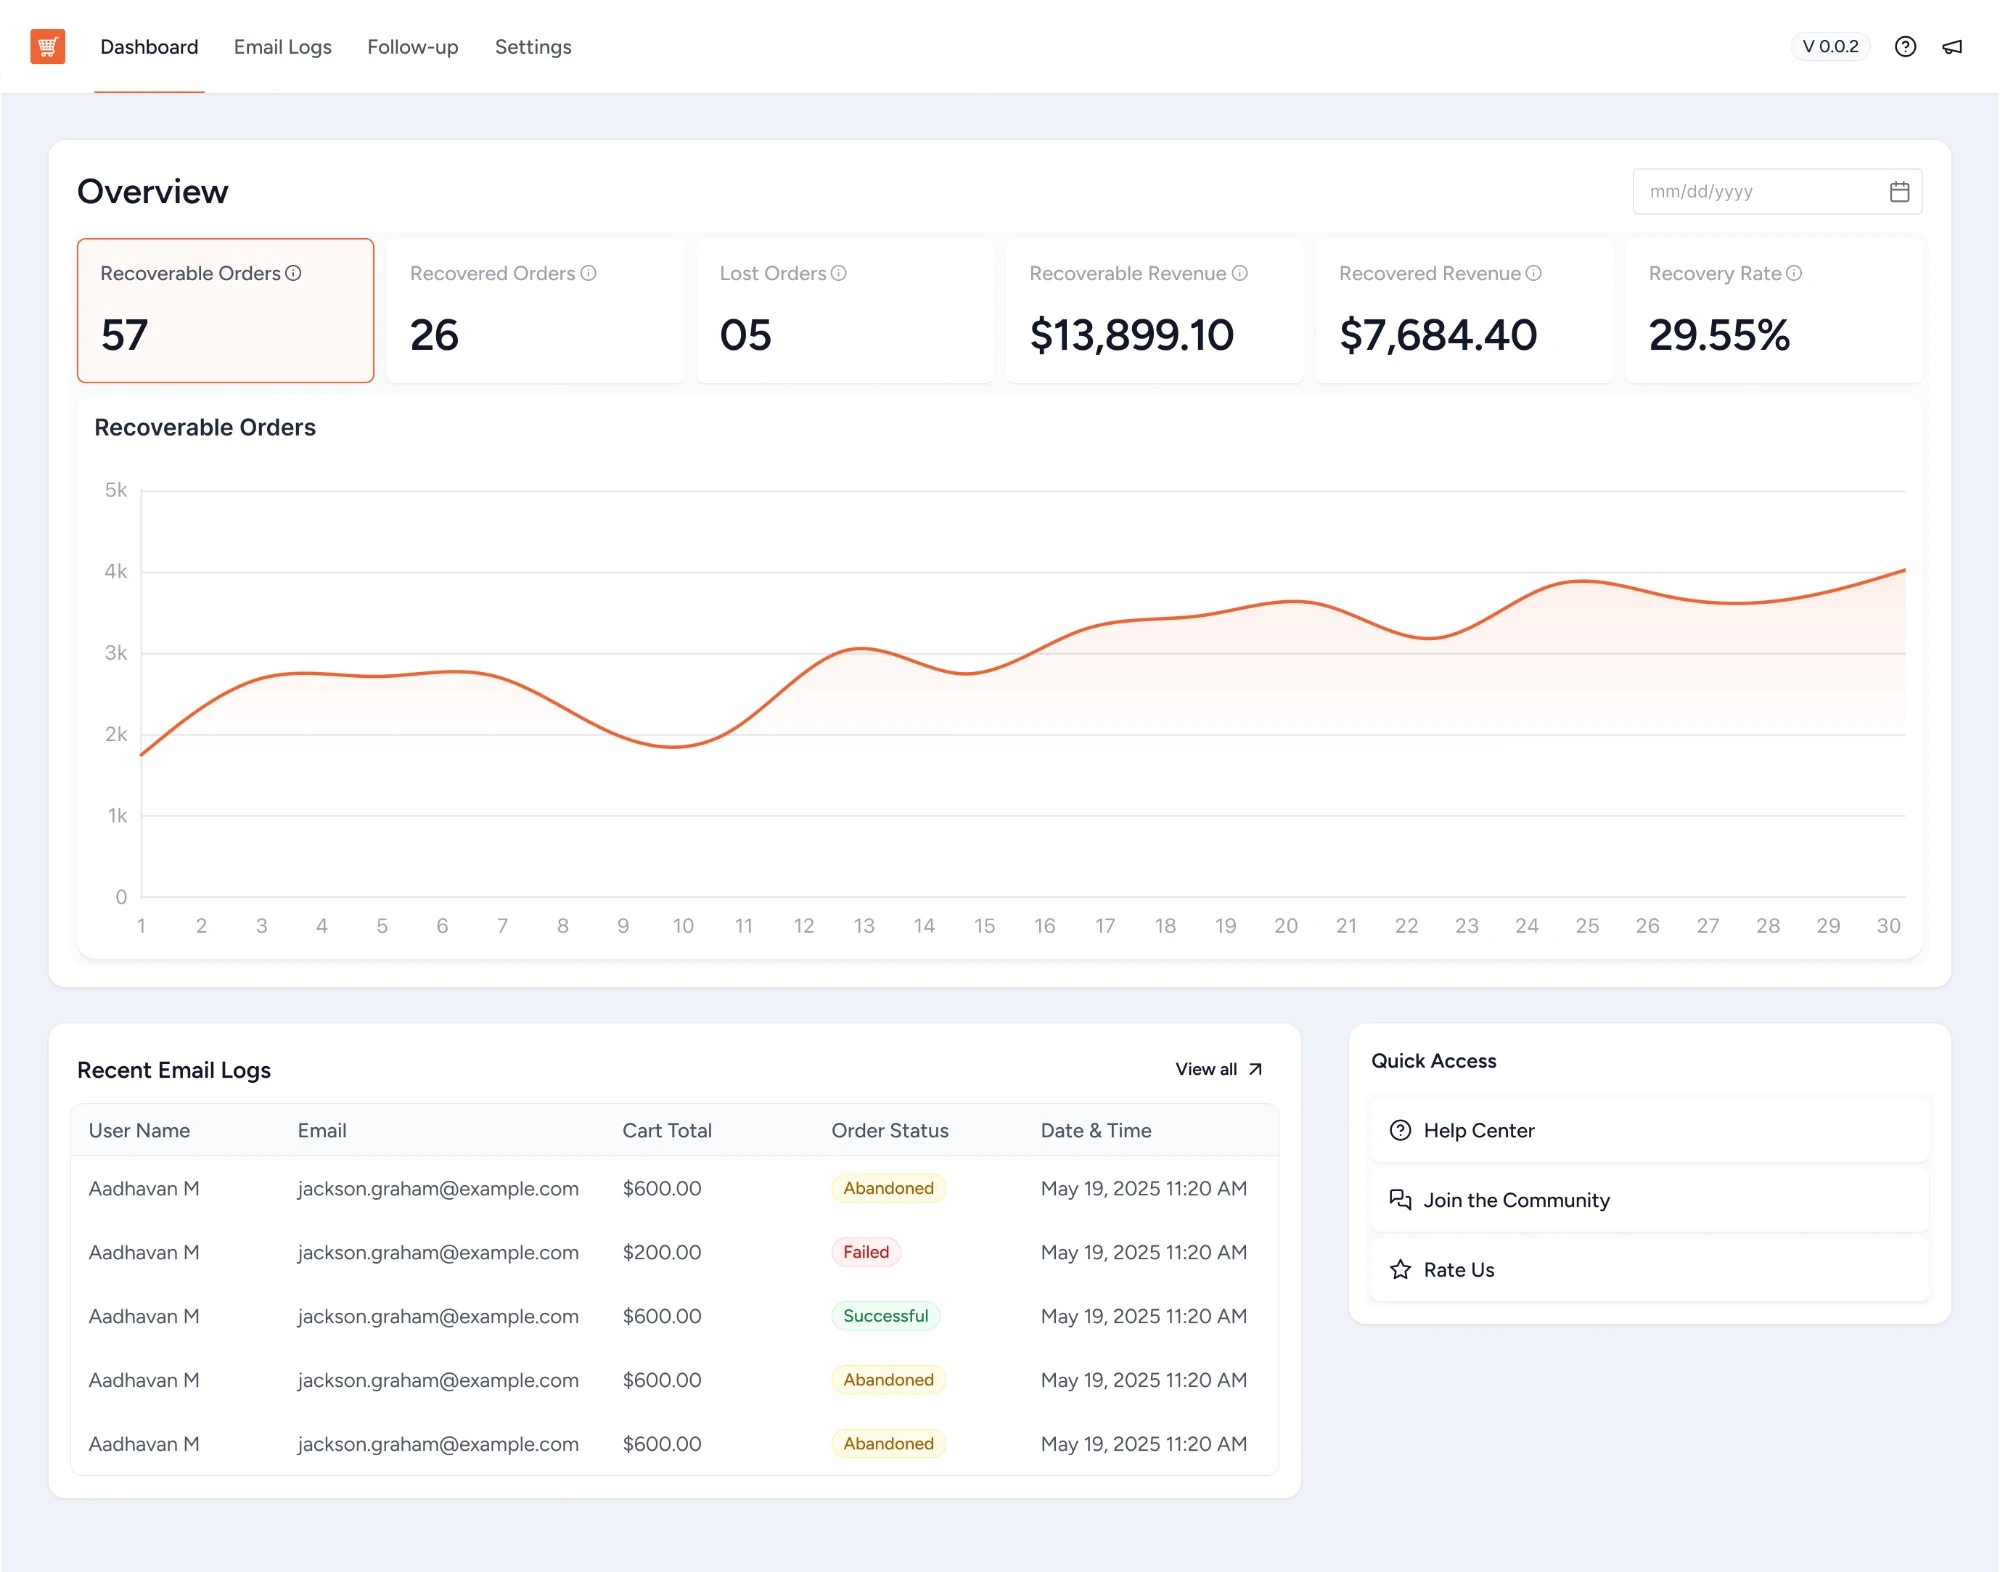 Dashboard Email Logs Follow-up Settings V 0.0.2
Overview mm/dd/yyyy
Recoverable Orders Recovered Orders Lost Orders Recoverable Revenue Recovered Revenue Recovery Rate
57 26 05 $13,899.10 $7,684.40 29.55%
Recoverable Orders
5k
4k
3k
2k
1k
0
1 2 3 4 5 6 7 8 9 10 11 12 13 14 15 16 17 18 19 20 21 22 23 24 25 26 27 28 29 30
Recent Email Logs View all
User Name Email Cart Total Order Status Date & Time
Aadhavan M jackson.graham@example.com $600.00 Abandoned May 19, 2025 11:20 AM
Aadhavan M jackson.graham@example.com $200.00 Failed May 19, 2025 11:20 AM
Aadhavan M jackson.graham@example.com $600.00 Successful May 19, 2025 11:20 AM
Aadhavan M jackson.graham@example.com $600.00 Abandoned May 19, 2025 11:20 AM
Aadhavan M jackson.graham@example.com $600.00 Abandoned May 19, 2025 11:20 AM
Quick Access
Help Center
Join the Community
Rate Us